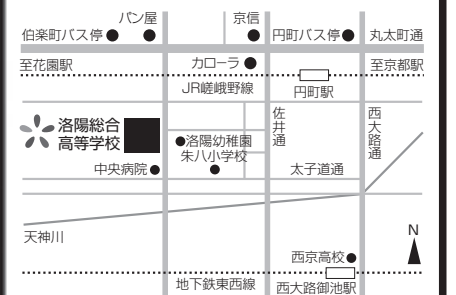 パン屋
京信
伯楽町バス停
円町バス停
丸太町通
至花園駅
カローラ
至京都駅
JR嵯峨野線
円町駅
佐井通
西大路通
洛陽総合
高等学校
洛陽幼稚園
朱八小学校
中央病院
太子道通
天神川
N
西京高校
地下鉄東西線
西大路御池駅